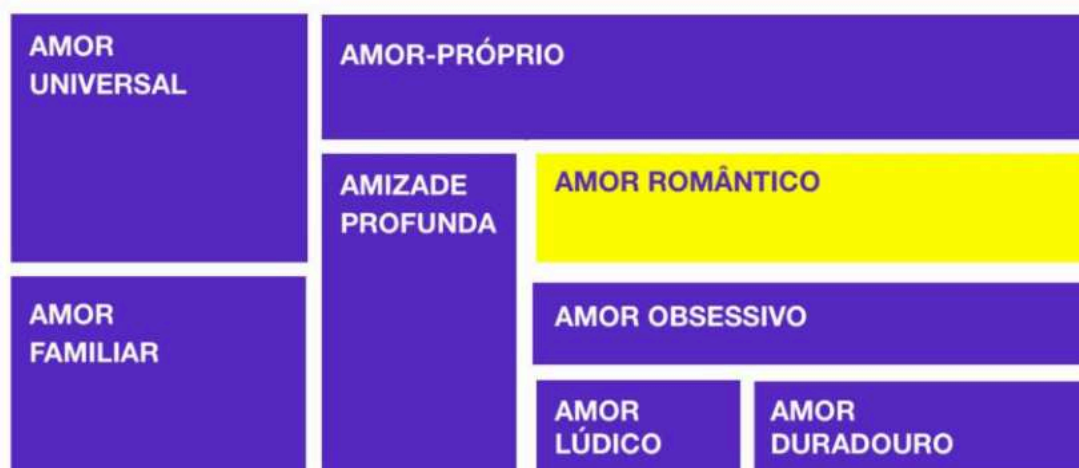 AMOR
UNIVERSAL
AMOR-PRÓPRIO
AMIZADE
PROFUNDA
AMOR ROMÂNTICO
AMOR
FAMILIAR
AMOR OBSESSIVO
AMOR
LÚDICO
AMOR
DURADOURO